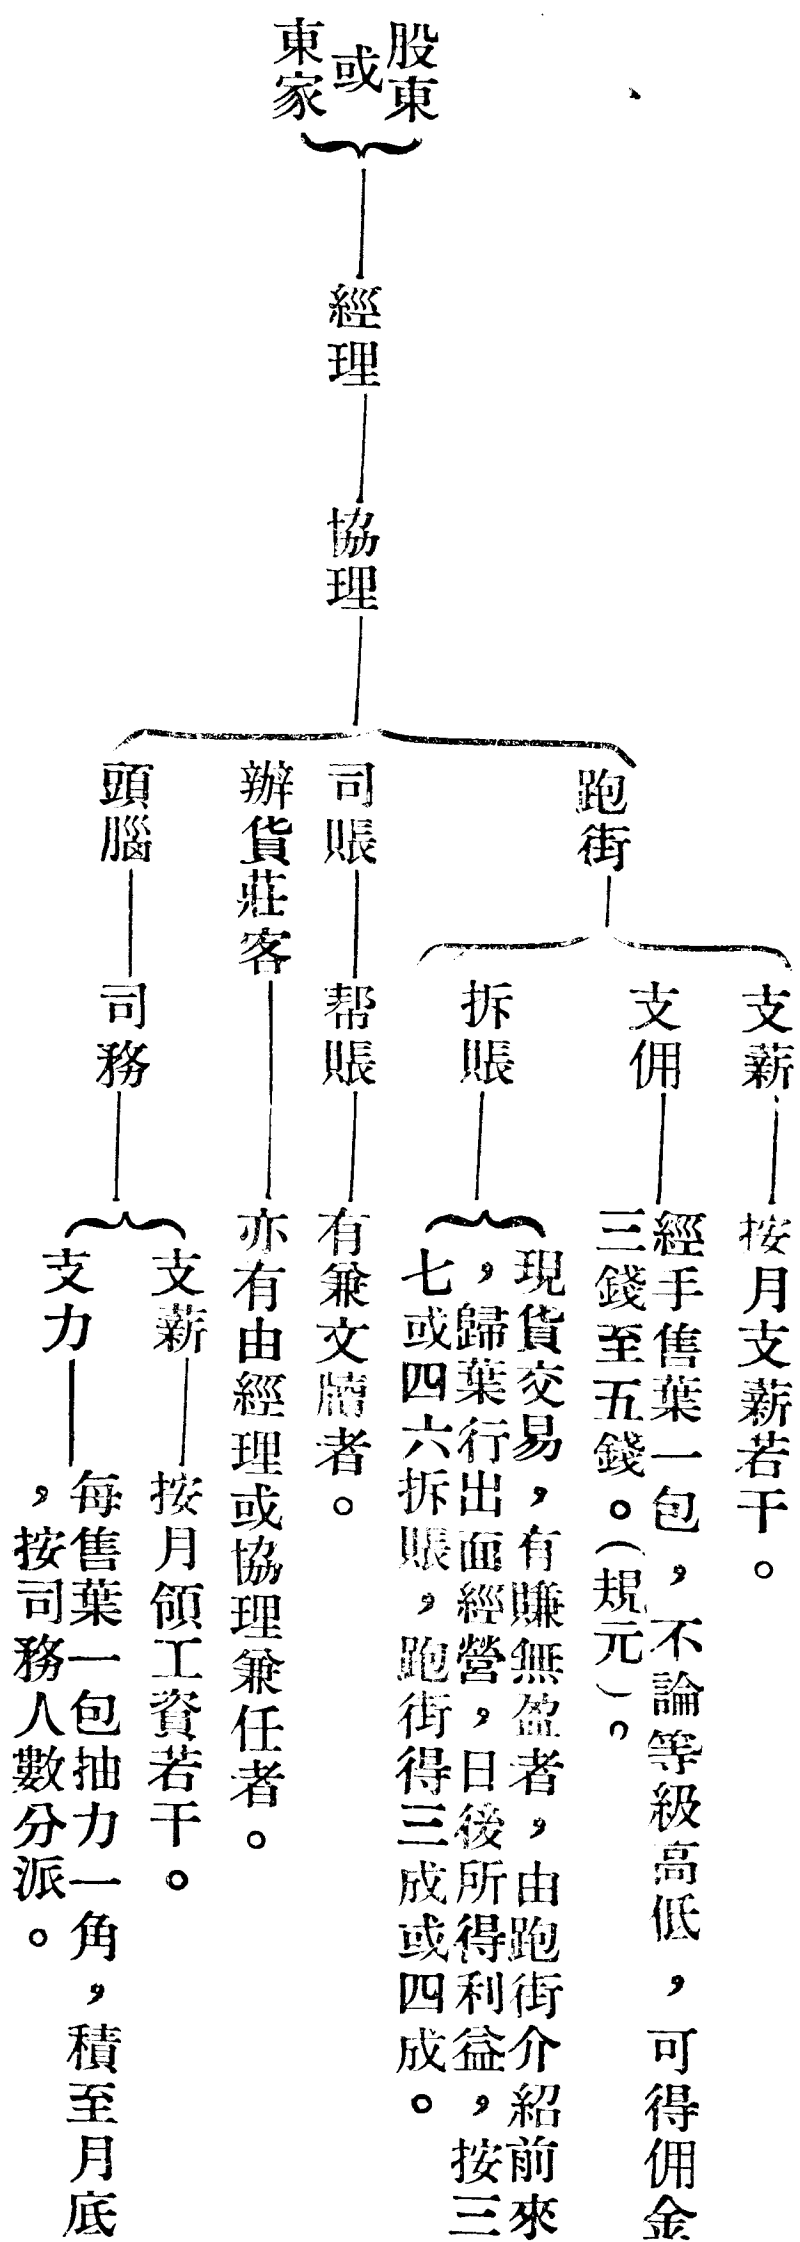 股東
或
東家
經理
協理
跑街
支薪
按月支薪若干。
支佣
經手售葉一包，不論等級高低，可得佣金
三錢至五錢。（規元）。
拆賬
現貨交易，有賺無盈者，由跑街介紹前來
，歸葉行出面經營，日後所得利益，按三
七或四六拆賬，跑街得三成或四成。
司賬
帮賬
有兼文牘者。
辦貨莊客
亦有由經理或協理兼任者。
頭腦
司務
支薪
按月領工資若干。
支力
每售葉一包抽力一角，積至月底
，按司務人數分派。